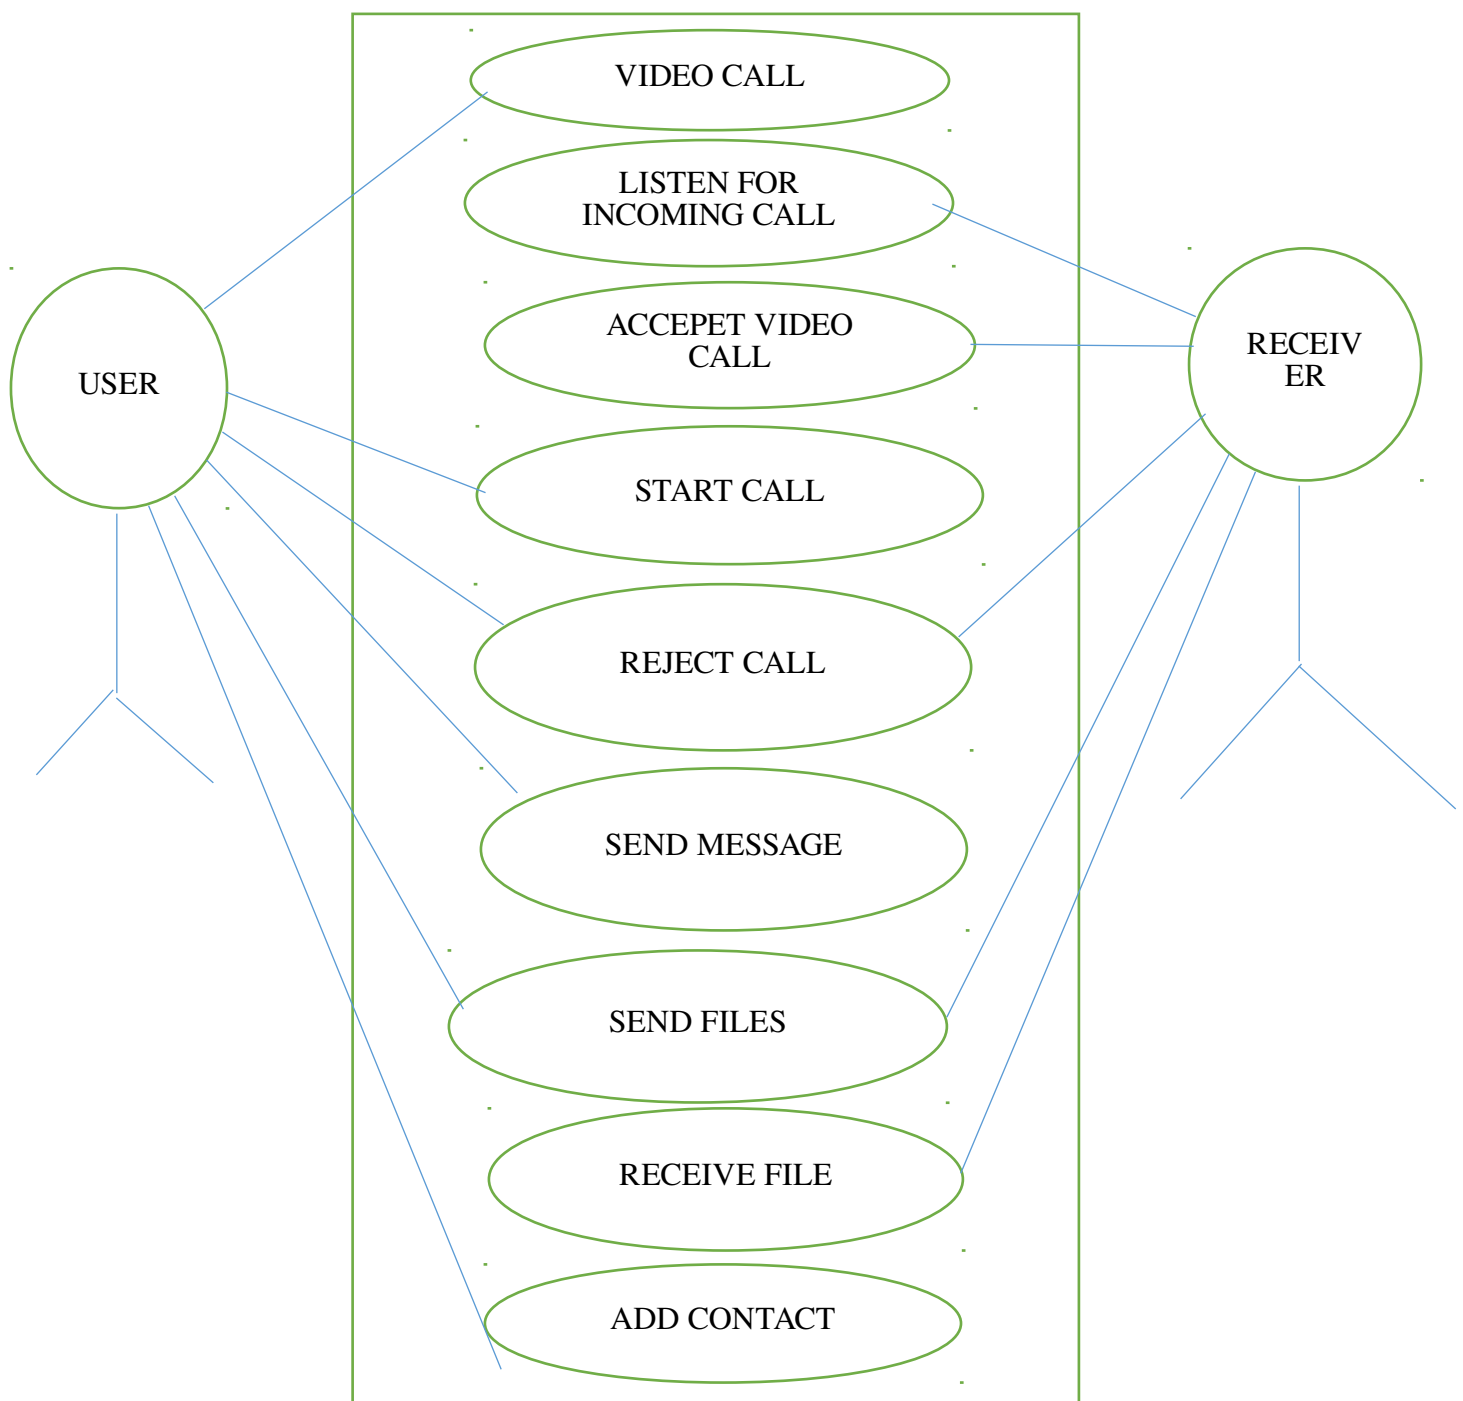 VIDEO CALL
LISTEN FOR
INCOMING CALL
ACCEPET VIDEO
CALL
USER
RECEIV
ER
START CALL
REJECT CALL
SEND MESSAGE
SEND FILES
RECEIVE FILE
ADD CONTACT